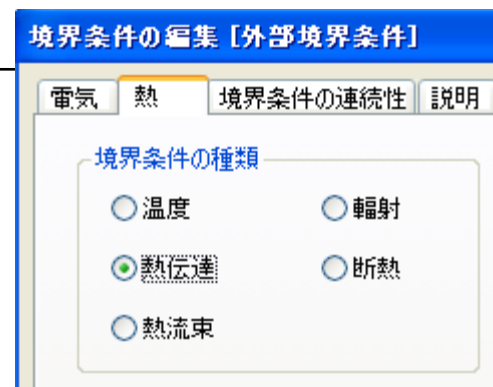 境界条件の編集 [外部境界条件]
電気 熱 境界条件の連続性 説明
境界条件の種類
温度 輻射
熱伝達 断熱
熱流束